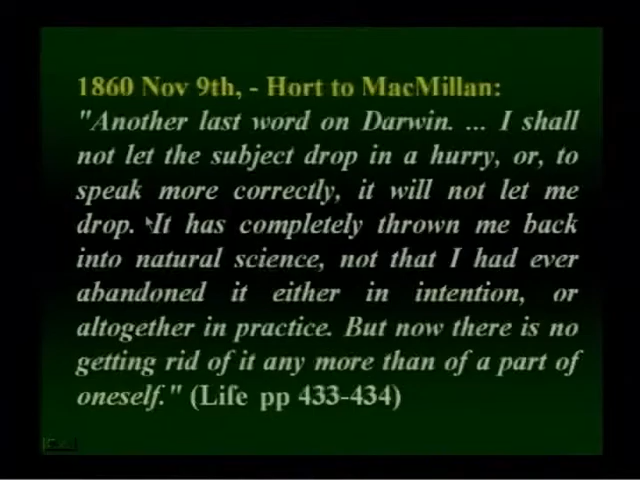 1860 Nov 9th, - Hort to MacMillan:
"Another last word on Darwin. ... I shall
not let the subject drop in a hurry, or, to
speak more correctly, it will not let me
drop. It has completely thrown me back
into natural science, not that I had ever
abandoned it either in intention, or
altogether in practice. But now there is no
getting rid of it any more than of a part of
oneself." (Life pp 433-434)